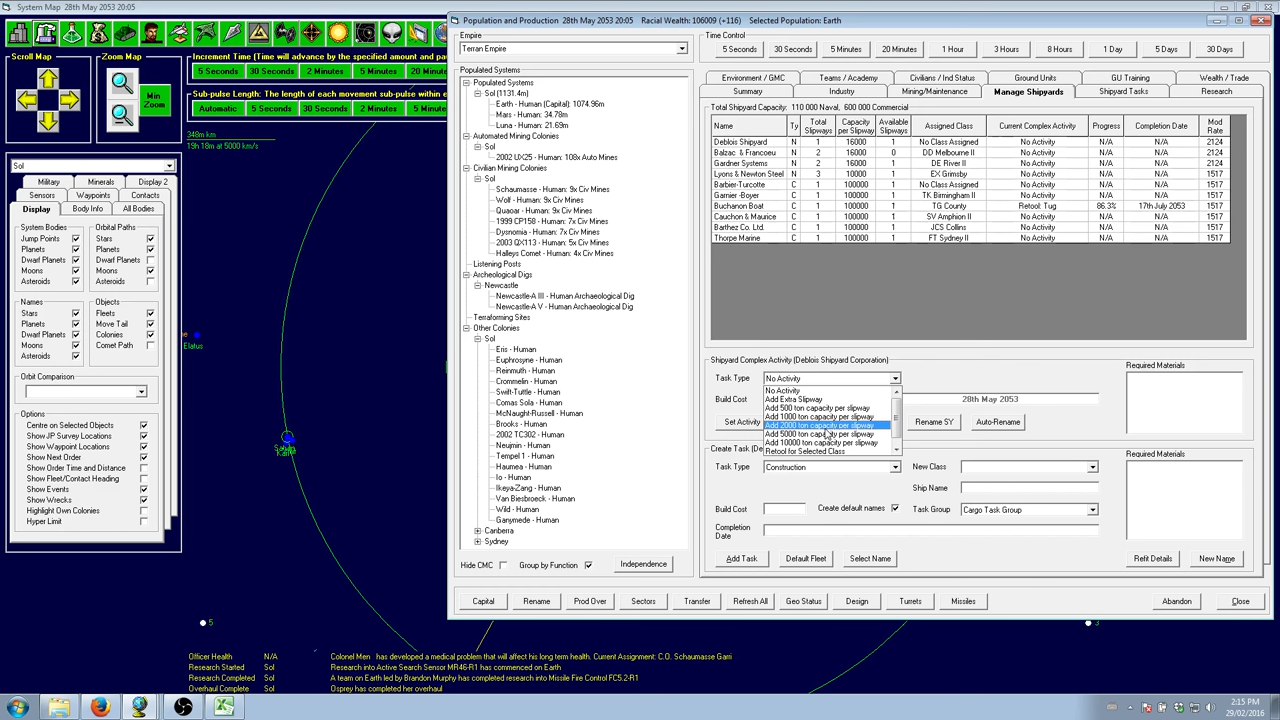 System Map 28th May 2053 20:05
Scroll Map
Zoom Map
Min
Zoom
Increment Time (Time will advance by the specified amount and pa
5 Seconds
30 Seconds
2 Minutes
5 Minutes
20 Minute
Sub-pulse Length: The length of each movement sub-pulse within e
Automatic
5 Seconds
30 Seconds
2 Minutes
5 Minutes
348m km
19h 18m at 5000 km/s
Sol
Military
Minerals
Display 2
Sensors
Waypoints
Contacts
Display
Body Info
All Bodies
System Bodies
Jump Points
Planets
Dwarf Planets
Moons
Asteroids
Orbital Paths
Stars
Planets
Dwarf Planets
Moons
Asteroids
Names
Stars
Planets
Dwarf Planets
Moons
Asteroids
Objects
Fleets
Move Tail
Colonies
Comet Path
Orbit Comparison
Options
Centre on Selected Objects
Show JP Survey Locations
Show Waypoint Locations
Show Next Order
Show Order Time and Distance
Show Fleet/Contact Heading
Show Events
Show Wrecks
Highlight Own Colonies
Hyper Limit
Elatus
5
3
Officer Health N/A Colonel Men has developed a medical problem that will affect his long term health. Current Assignment: C.O. Schaumasse Garri
Research Started Sol Research into Active Search Sensor MR46-R1 has commenced on Earth
Research Completed Sol A team on Earth led by Brandon Murphy has completed research into Missile Fire Control FC5.2-R1
Overhaul Complete Sol Osprey has completed her overhaul
Population and Production 28th May 2053 20:05 Racial Wealth: 106009 (+116) Selected Population: Earth
Empire
Terran Empire
Time Control
5 Seconds
30 Seconds
5 Minutes
20 Minutes
1 Hour
3 Hours
8 Hours
1 Day
5 Days
30 Days
Populated Systems
Populated Systems
Sol (1131.4m)
Earth - Human (Capital): 1074.96m
Mars - Human: 34.78m
Luna - Human: 21.69m
Automated Mining Colonies
Sol
2002 UX25 - Human: 108x Auto Mines
Civilian Mining Colonies
Sol
Schaumasse - Human: 9x Civ Mines
Wolf - Human: 9x Civ Mines
Quaoar - Human: 9x Civ Mines
1999 CP158 - Human: 7x Civ Mines
Dysnomia - Human: 7x Civ Mines
2003 QX113 - Human: 5x Civ Mines
Halleys Comet - Human: 4x Civ Mines
Listening Posts
Archeological Digs
Newcastle
Newcastle-A III - Human Archaeological Dig
Newcastle-A V - Human Archaeological Dig
Terraforming Sites
Other Colonies
Sol
Eris - Human
Euphrosyne - Human
Reinmuth - Human
Crommelin - Human
Swift-Tuttle - Human
Comas Sola - Human
McNaught-Russell - Human
Brooks - Human
2002 TC302 - Human
Neujmin - Human
Tempel 1 - Human
Haumea - Human
Io - Human
Ikeya-Zang - Human
Van Biesbroeck - Human
Wild - Human
Ganymede - Human
Canberra
Sydney
Hide CMC
Group by Function
Independence
Environment / GMC
Teams / Academy
Civilians / Ind Status
Ground Units
GU Training
Wealth / Trade
Summary
Industry
Mining/Maintenance
Manage Shipyards
Shipyard Tasks
Research
Total Shipyard Capacity: 110 000 Naval, 600 000 Commercial
Name Ty Total Slipways Capacity per Slipway Available Slipways Assigned Class Current Complex Activity Progress Completion Date Mod Rate
Deblois Shipyard N 1 16000 1 No Class Assigned No Activity N/A N/A 2124
Balzac & Francoeu N 2 16000 2 DD Melbourne II No Activity N/A N/A 2124
Gardner Systems N 2 16000 2 DE River II No Activity N/A N/A 2124
Lyons & Newton Steel N 3 10000 3 EX Grimsby No Activity N/A N/A 1517
Barbier-Turcotte C 1 100000 1 No Class Assigned No Activity N/A N/A 1517
Garnier-Boyer C 1 100000 1 TK Birmingham II No Activity N/A N/A 1517
Buchanon Boat C 1 100000 1 TG County Retool: Tug 86.3% 17th July 2053 1517
Cauchon & Maurice C 1 100000 1 SV Amphion II No Activity N/A N/A 1517
Barthez Co. Ltd. C 1 100000 1 JCS Collins No Activity N/A N/A 1517
Thorpe Marine C 1 100000 1 FT Sydney II No Activity N/A N/A 1517
Shipyard Complex Activity (Deblois Shipyard Corporation)
Task Type
No Activity
No Activity
Add Extra Slipway
Add 500 ton capacity per slipway
Add 1000 ton capacity per slipway
Add 2000 ton capacity per slipway
Add 5000 ton capacity per slipway
Add 10000 ton capacity per slipway
Retool for Selected Class
Build Cost
28th May 2053
Set Activity
Rename SY
Auto-Rename
Required Materials
Create Task (De
Task Type
Construction
New Class
Ship Name
Build Cost
Create default names
Task Group
Cargo Task Group
Completion
Date
Required Materials
Add Task
Default Fleet
Select Name
Refit Details
New Name
Capital
Rename
Prod Over
Sectors
Transfer
Refresh All
Geo Status
Design
Turrets
Missiles
Abandon
Close
2:15 PM
29/02/2016